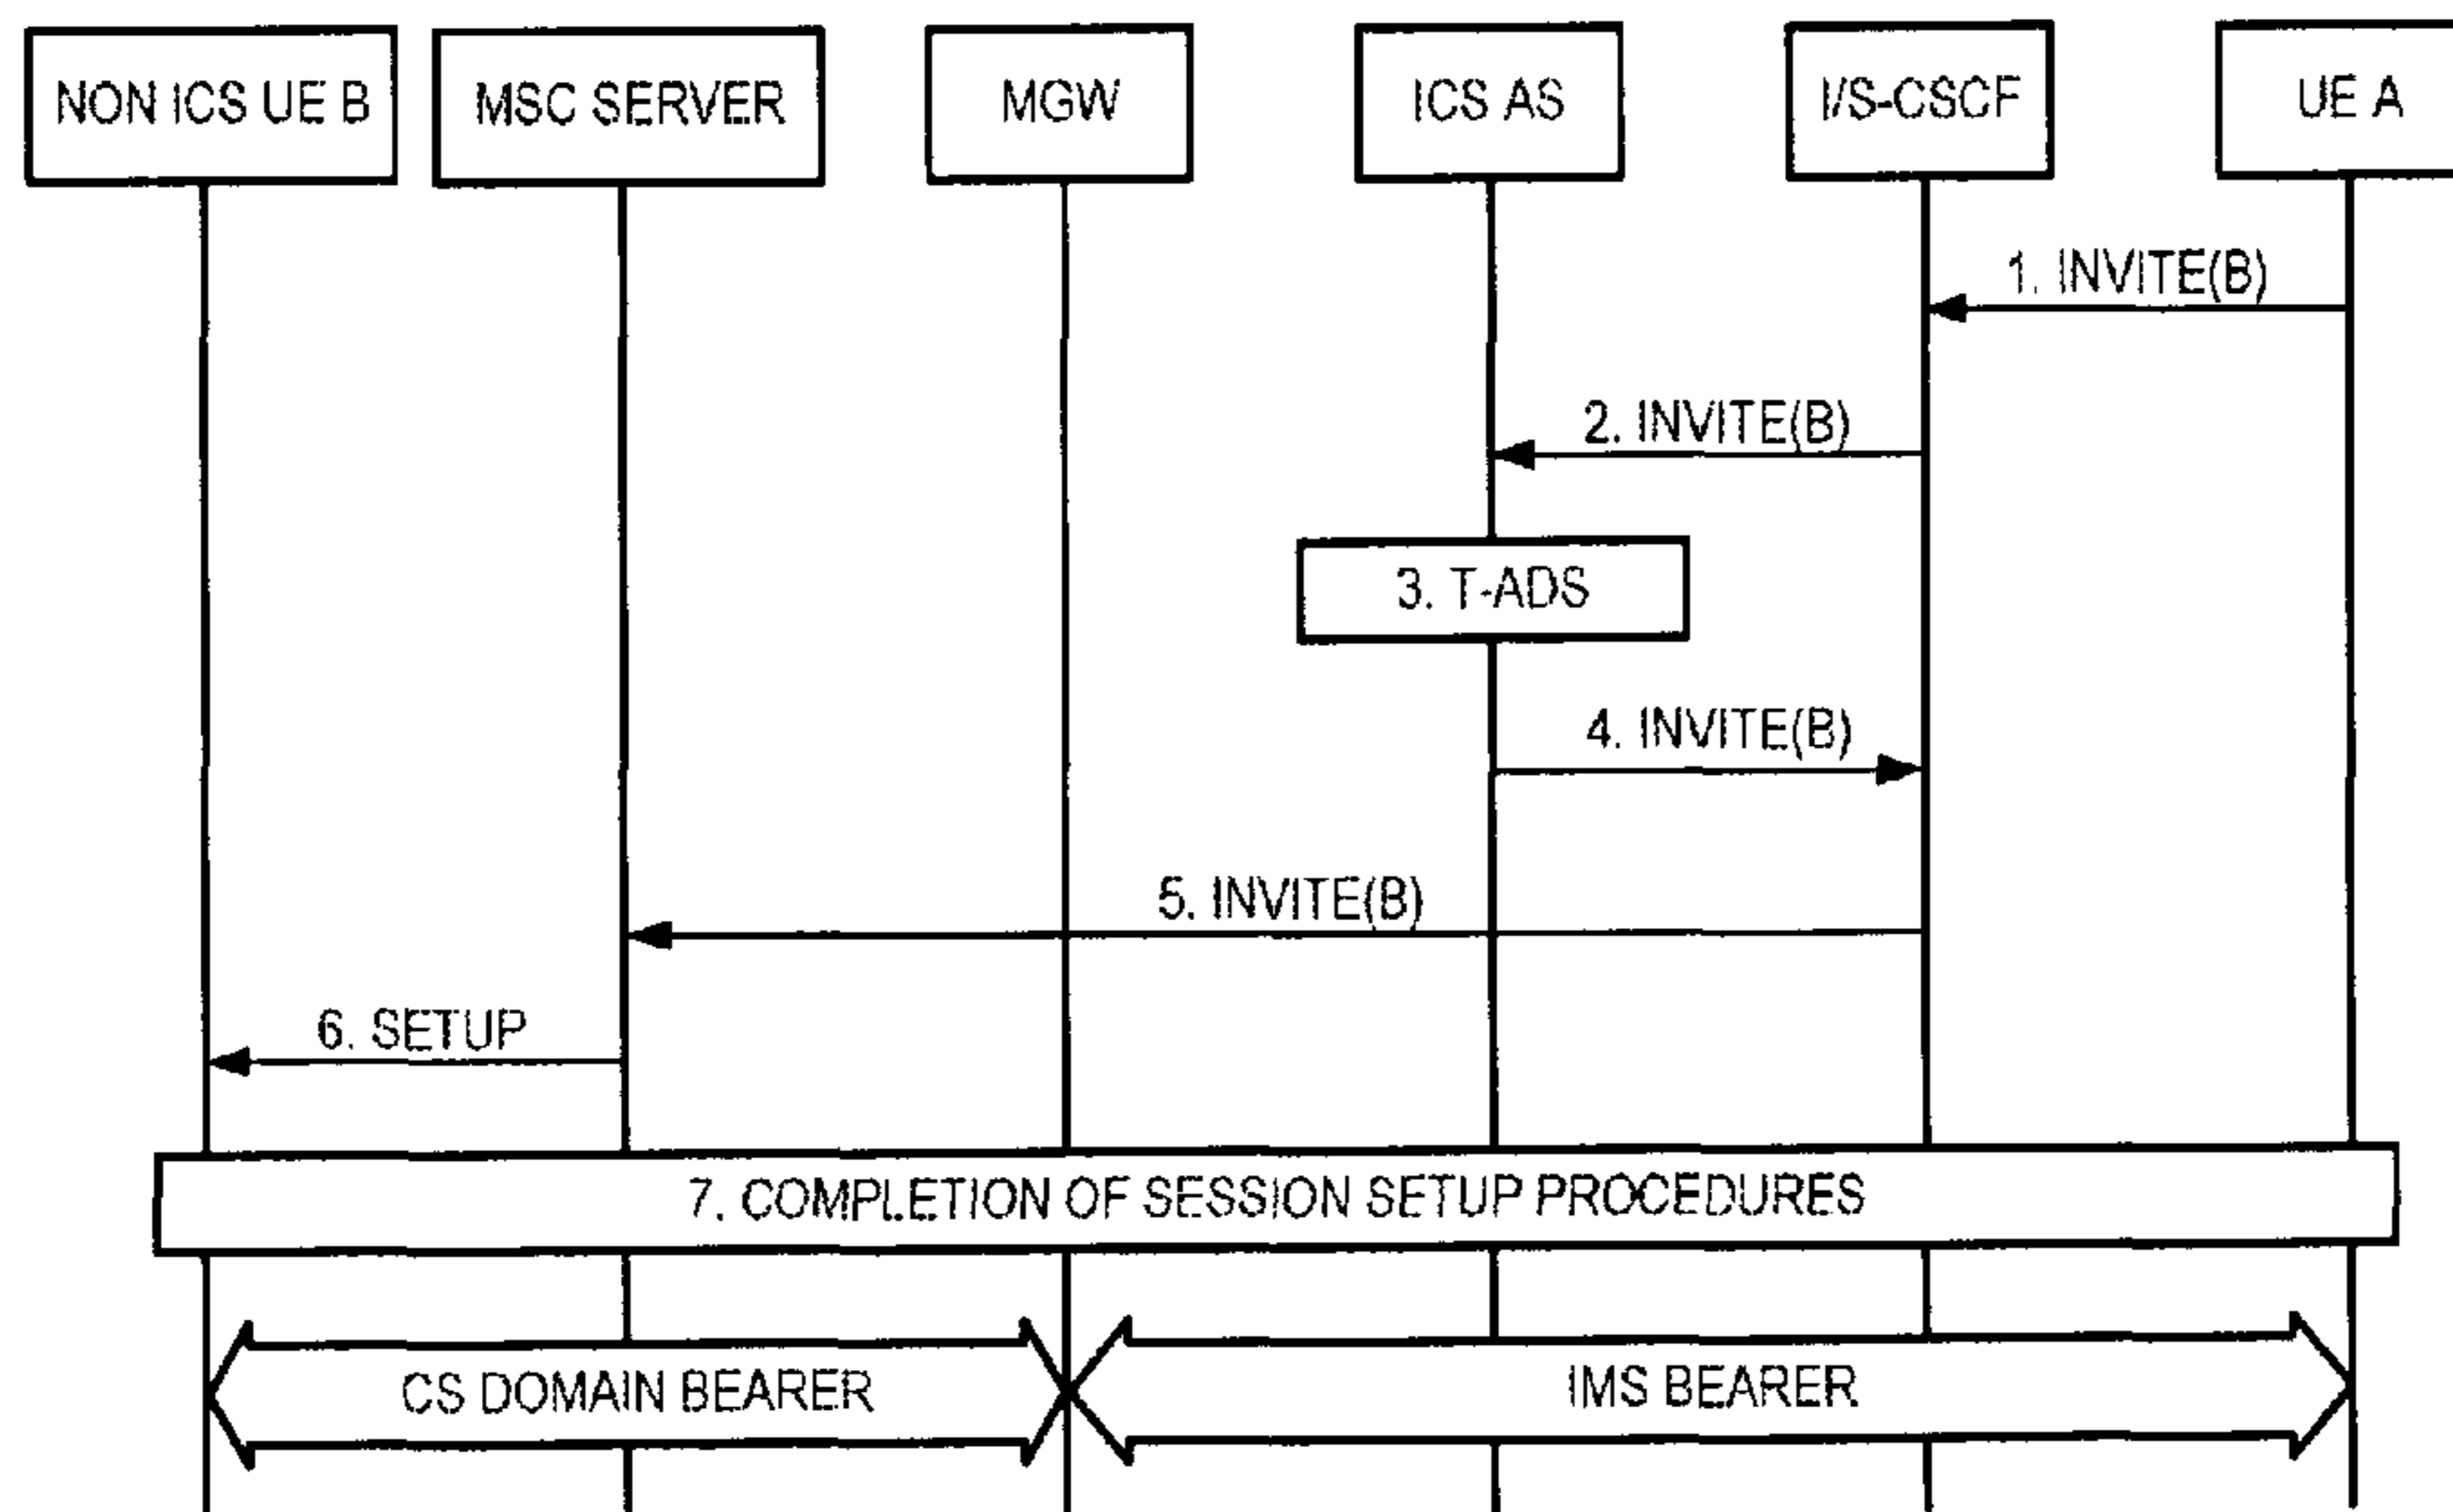 NON ICS UE B
MSC SERVER
MGW
ICS AS
I/S-CSCF
UE A
1. INVITE(B)
2. INVITE(B)
3. T-ADS
4. INVITE(B)
5. INVITE(B)
6. SETUP
7. COMPLETION OF SESSION SETUP PROCEDURES
CS DOMAIN BEARER
IMS BEARER